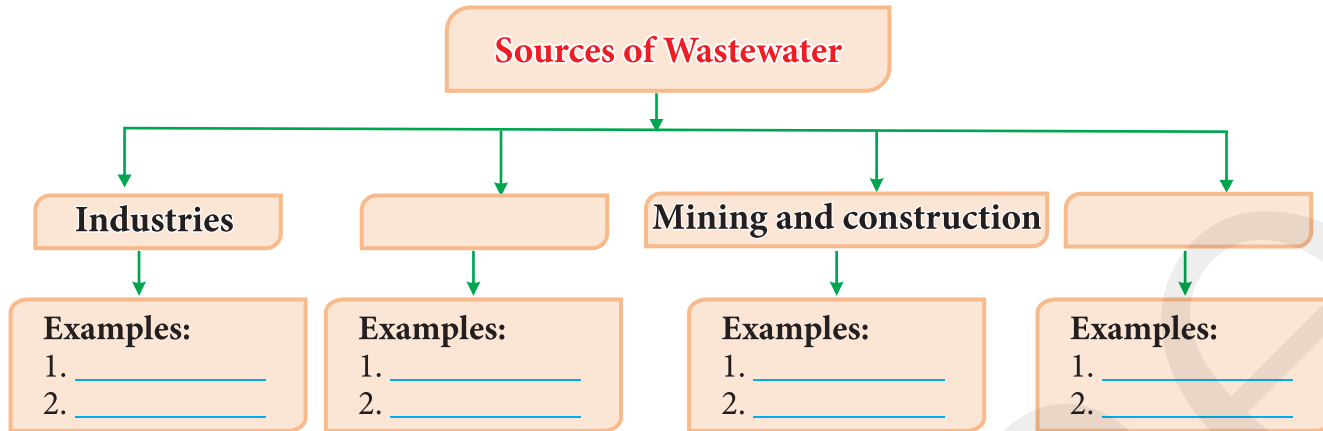 Sources of Wastewater
Industries
Mining and construction
Examples:
1.
2.
Examples:
1.
2.
Examples:
1.
2.
Examples:
1.
2.